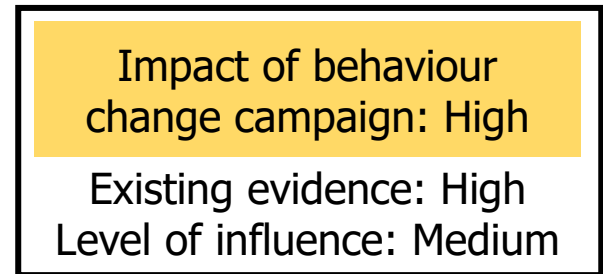 Impact of behaviour
change campaign: High
Existing evidence: High
Level of influence: Medium